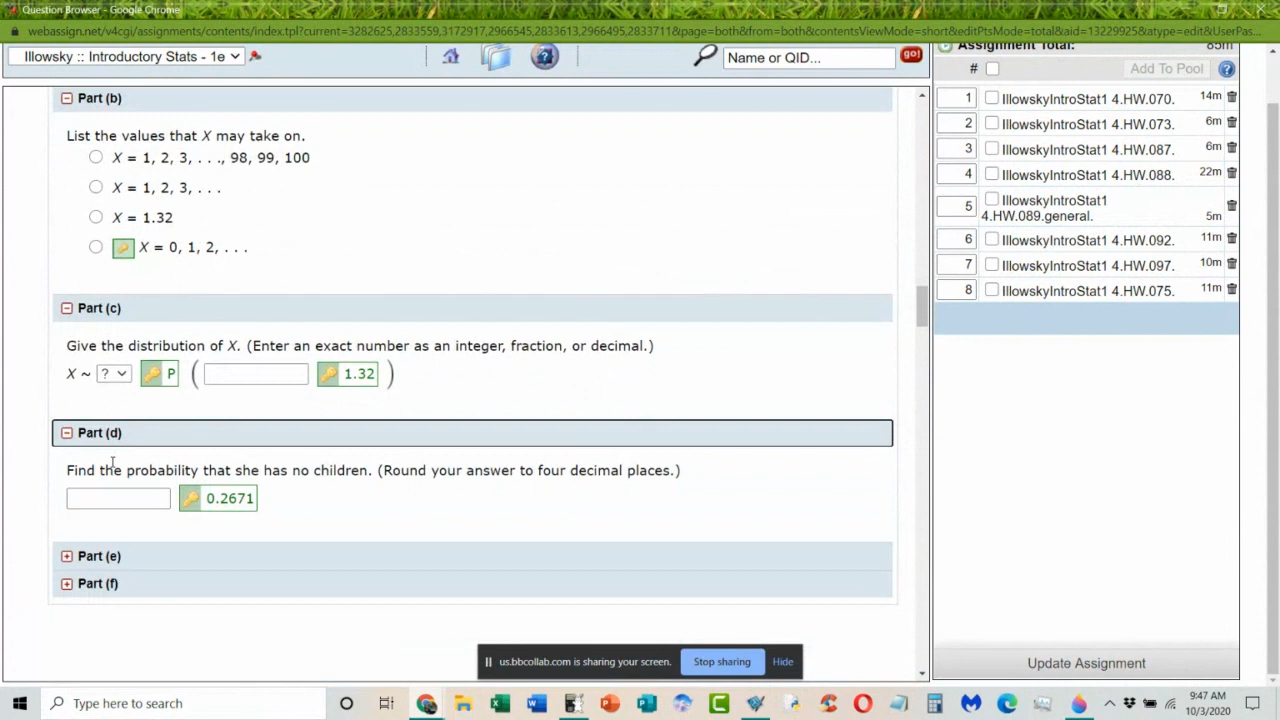 Question Browser - Google Chrome
webassign.net/v4cgi/assignments/contents/index.tpl?current=3282625,2833559,3172917,2966545,2833613,2966495,2833711&page=both&from=both&contentsViewMode=short&editPtsMode=total&aid=13229925&atype=edit&UserPas...
Illowsky :: Introductory Stats - 1e
Name or QID...
go!
Assignment Total: 85m
# Add To Pool ?
1 IllowskyIntroStat1 4.HW.070. 14m
2 IllowskyIntroStat1 4.HW.073. 6m
3 IllowskyIntroStat1 4.HW.087. 6m
4 IllowskyIntroStat1 4.HW.088. 22m
5 IllowskyIntroStat1
4.HW.089.general. 5m
6 IllowskyIntroStat1 4.HW.092. 11m
7 IllowskyIntroStat1 4.HW.097. 10m
8 IllowskyIntroStat1 4.HW.075. 11m
Update Assignment
Part (b)
List the values that X may take on.
X = 1, 2, 3, . . ., 98, 99, 100
X = 1, 2, 3, . . .
X = 1.32
X = 0, 1, 2, . . .
Part (c)
Give the distribution of X. (Enter an exact number as an integer, fraction, or decimal.)
X ~ ? P ( 1.32 )
Part (d)
Find the probability that she has no children. (Round your answer to four decimal places.)
0.2671
Part (e)
Part (f)
us.bbcollab.com is sharing your screen. Stop sharing Hide
Type here to search
9:47 AM
10/3/2020